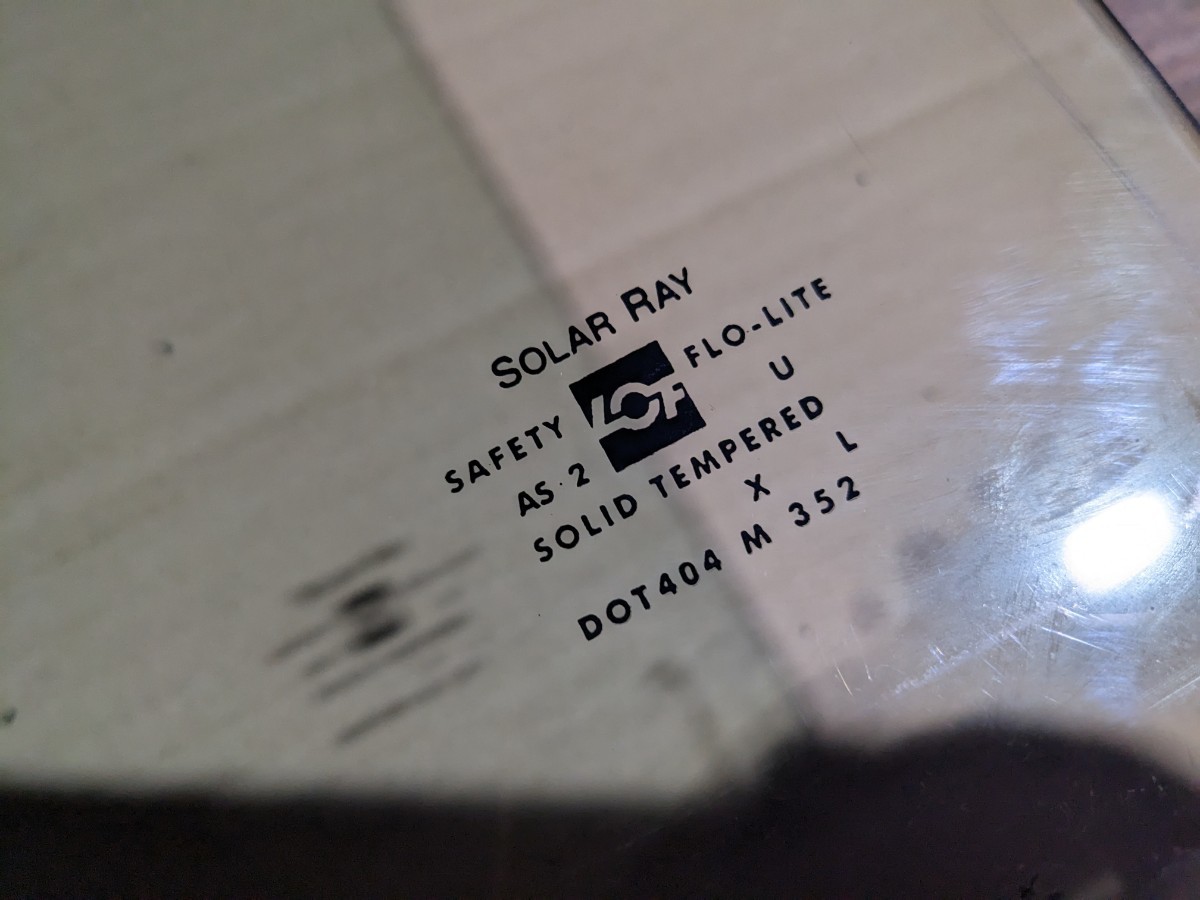 SOLAR RAY
SAFETY LOF FLO-LITE
AS·2 U
SOLID TEMPERED
X L
DOT404 M 352